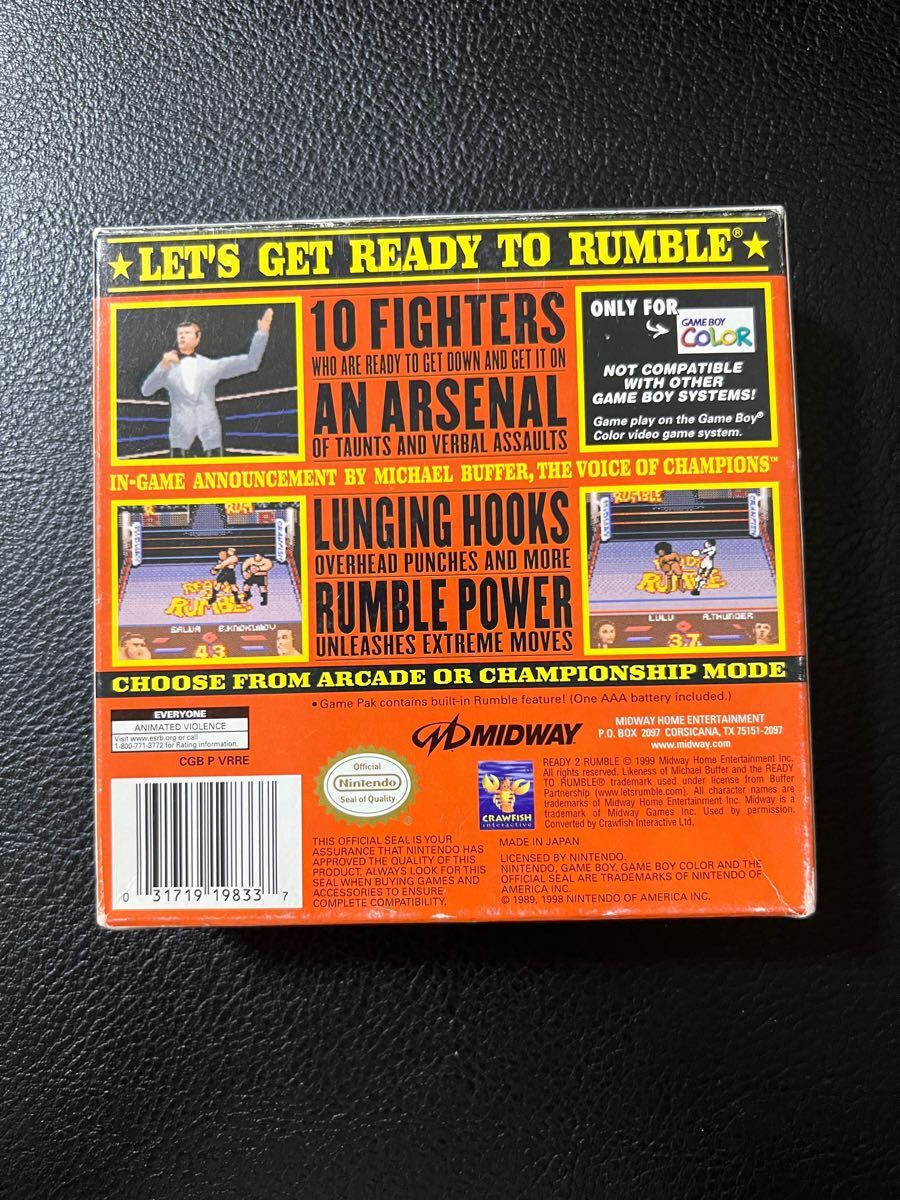 ★ LET'S GET READY TO RUMBLE® ★
10 FIGHTERS
WHO ARE READY TO GET DOWN AND GET IT ON
AN ARSENAL
OF TAUNTS AND VERBAL ASSAULTS
ONLY FOR
GAME BOY
COLOR
NOT COMPATIBLE
WITH OTHER
GAME BOY SYSTEMS!
Game play on the Game Boy®
Color video game system.
IN-GAME ANNOUNCEMENT BY MICHAEL BUFFER, THE VOICE OF CHAMPIONS™
RUMBLE
SALUA B.KNOKUMOV
4.3
LUNGING HOOKS
OVERHEAD PUNCHES AND MORE
RUMBLE POWER
UNLEASHES EXTREME MOVES
RUMBLE
LULU A.THUNDER
3.7
CHOOSE FROM ARCADE OR CHAMPIONSHIP MODE
• Game Pak contains built-in Rumble feature! (One AAA battery included.)
EVERYONE
ANIMATED VIOLENCE
Visit www.esrb.org or call
1-800-771-3772 for Rating information.
CGB P VRRE
MIDWAY®
MIDWAY HOME ENTERTAINMENT
P.O. BOX 2097 CORSICANA, TX 75151-2097
www.midway.com
Official
Nintendo
Seal of Quality
CRAWFISH
interactive
READY 2 RUMBLE © 1999 Midway Home Entertainment Inc.
All rights reserved. Likeness of Michael Buffer and the READY
TO RUMBLE® trademark used under license from Buffer
Partnership (www.letsrumble.com). All character names are
trademarks of Midway Home Entertainment Inc. Midway is a
trademark of Midway Games Inc. Used by permission.
Converted by Crawfish Interactive Ltd.
THIS OFFICIAL SEAL IS YOUR
ASSURANCE THAT NINTENDO HAS
APPROVED THE QUALITY OF THIS
PRODUCT. ALWAYS LOOK FOR THIS
SEAL WHEN BUYING GAMES AND
ACCESSORIES TO ENSURE
COMPLETE COMPATIBILITY.
MADE IN JAPAN
LICENSED BY NINTENDO.
NINTENDO, GAME BOY, GAME BOY COLOR AND THE
OFFICIAL SEAL ARE TRADEMARKS OF NINTENDO OF
AMERICA INC.
© 1989, 1998 NINTENDO OF AMERICA INC.
0 31719 19833 7